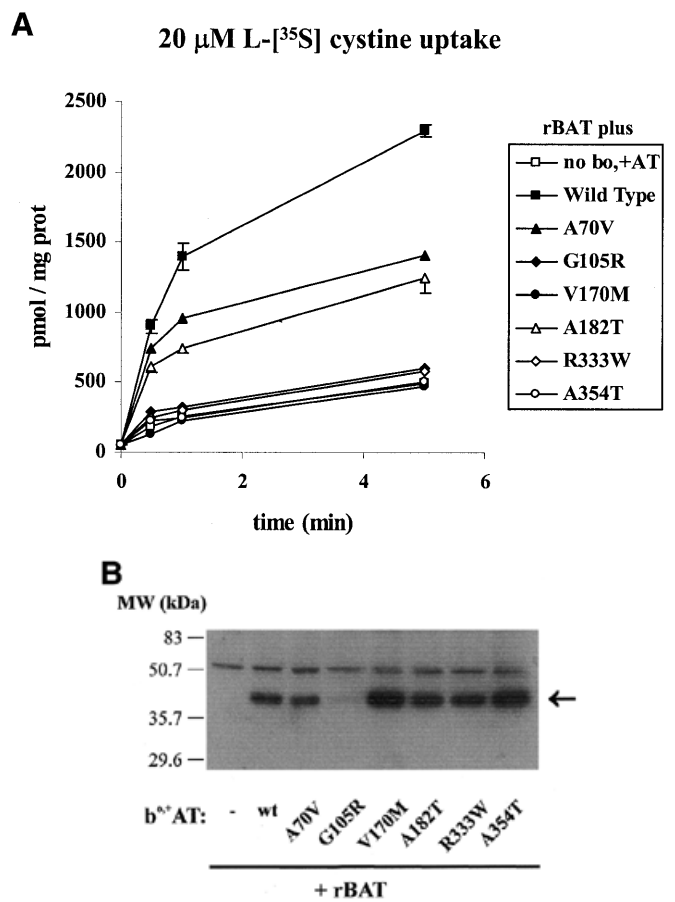 A
20 μM L-[³⁵S] cystine uptake
2500
2000
1500
1000
500
0
pmol / mg prot
0 2 4 6
time (min)
rBAT plus
no bo,+AT
Wild Type
A70V
G105R
V170M
A182T
R333W
A354T
B
MW (kDa)
83
50.7
35.7
29.6
←
b⁰,⁺AT: - wt A70V G105R V170M A182T R333W A354T
+ rBAT